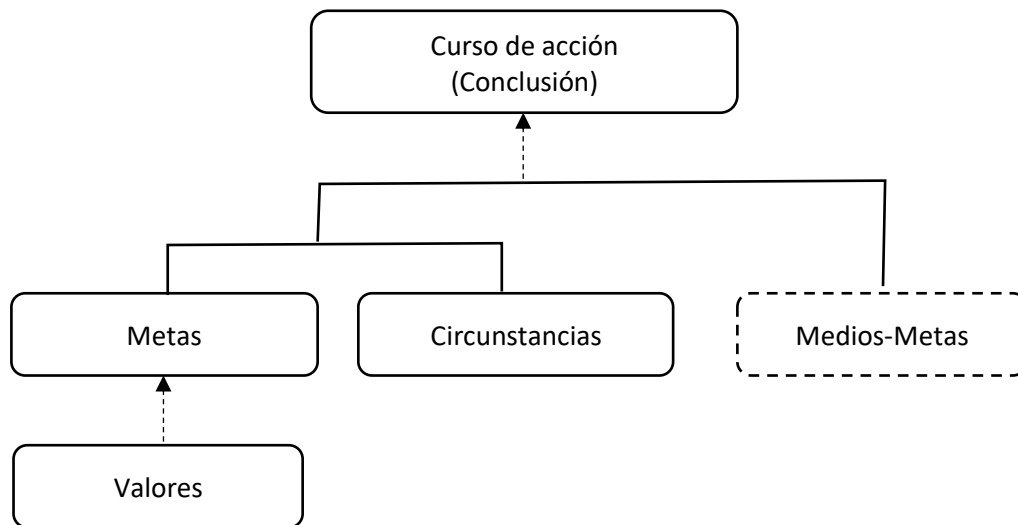 Curso de acción
(Conclusión)
Metas
Circunstancias
Medios-Metas
Valores